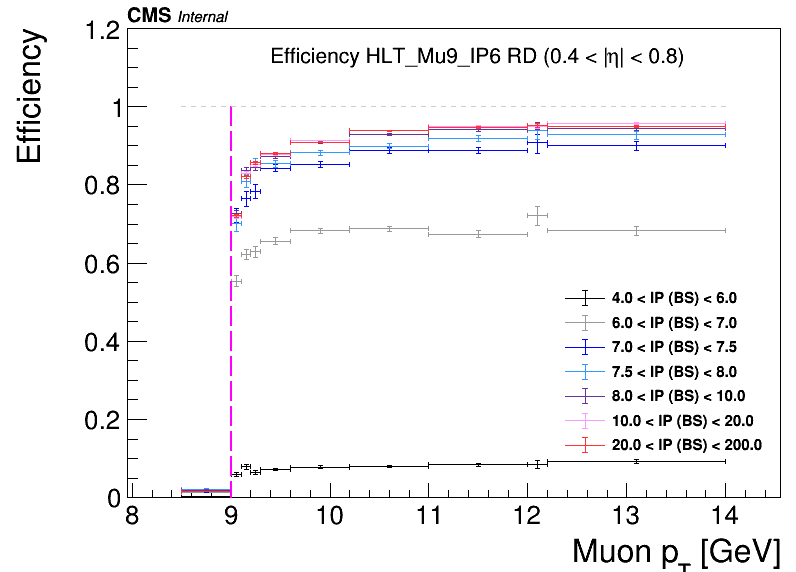 CMS Internal
Efficiency HLT_Mu9_IP6 RD (0.4 < |η| < 0.8)
Efficiency
1.2
1
0.8
0.6
0.4
0.2
0
4.0 < IP (BS) < 6.0
6.0 < IP (BS) < 7.0
7.0 < IP (BS) < 7.5
7.5 < IP (BS) < 8.0
8.0 < IP (BS) < 10.0
10.0 < IP (BS) < 20.0
20.0 < IP (BS) < 200.0
8 9 10 11 12 13 14
Muon pT [GeV]